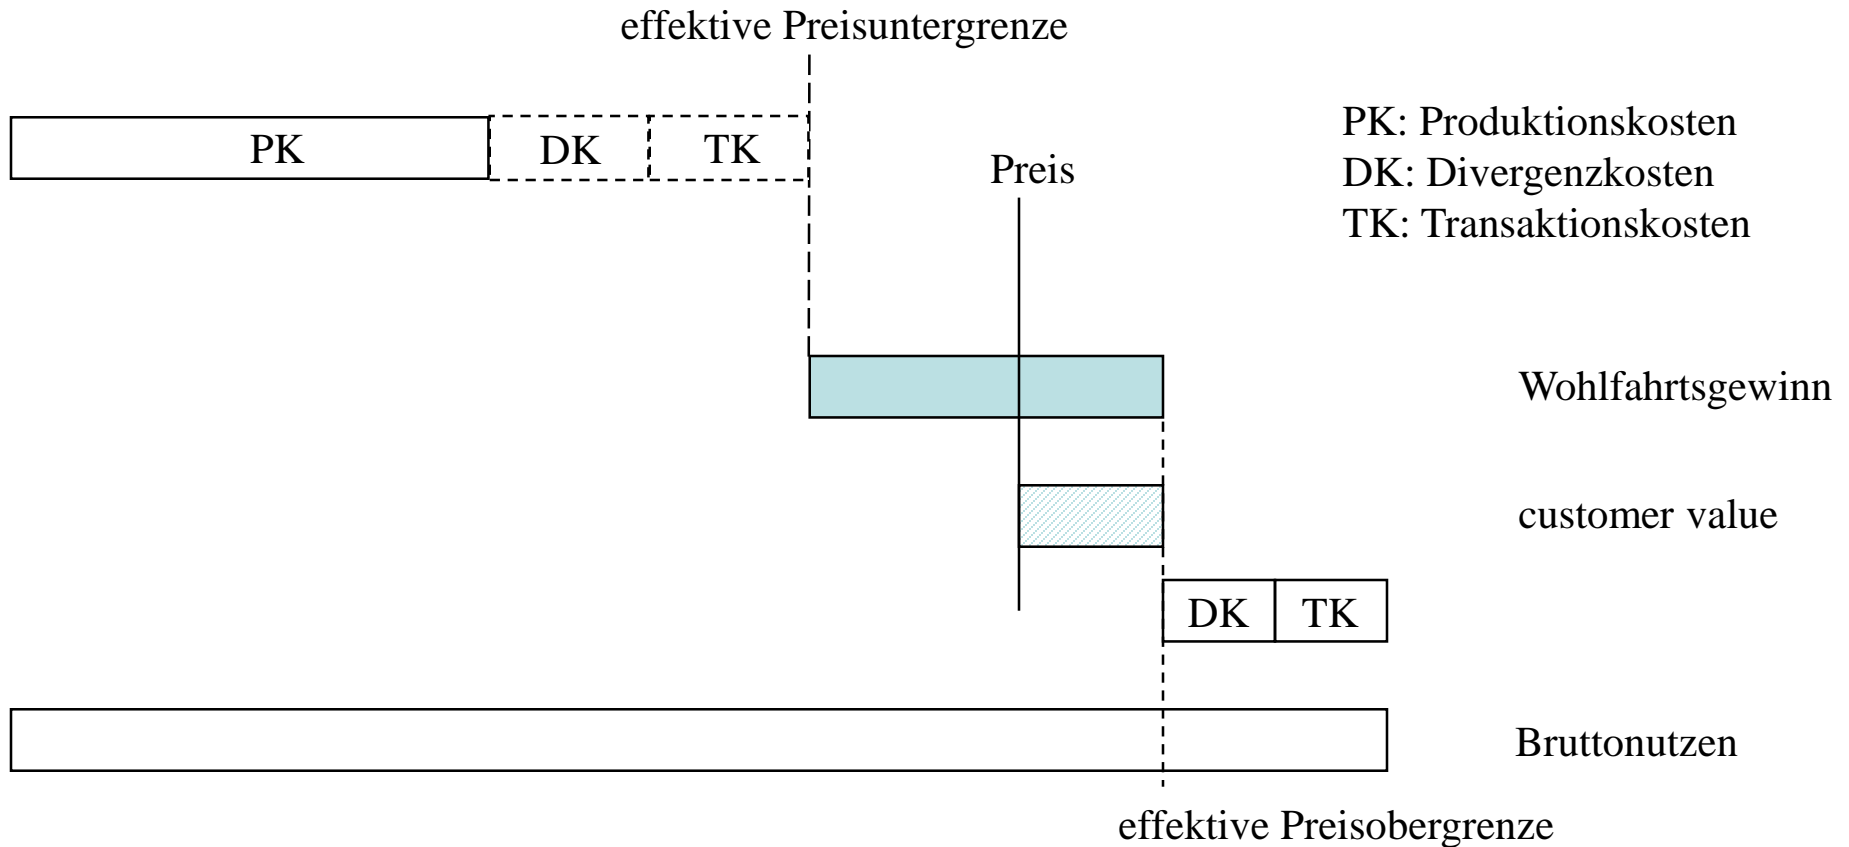 effektive Preisuntergrenze
PK: Produktionskosten
PK
DK
TK
Preis
DK: Divergenzkosten
TK: Transaktionskosten
Wohlfahrtsgewinn
customer value
DK
TK
Bruttonutzen
effektive Preisobergrenze